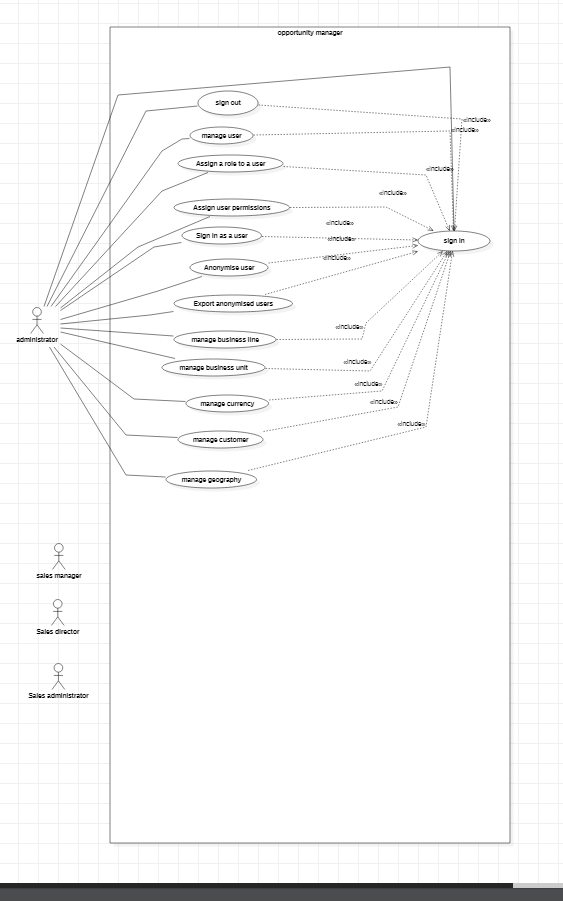 opportunity manager
sign out
«include»
manage user
«include»
Assign a role to a user
«include»
Assign user permissions
«include»
Sign in as a user
«include»
«include»
sign in
Anonymise user
«include»
Export anonymised users
administrator
manage business line
«include»
manage business unit
«include»
manage currency
«include»
manage customer
«include»
manage geography
«include»
sales manager
Sales director
Sales administrator